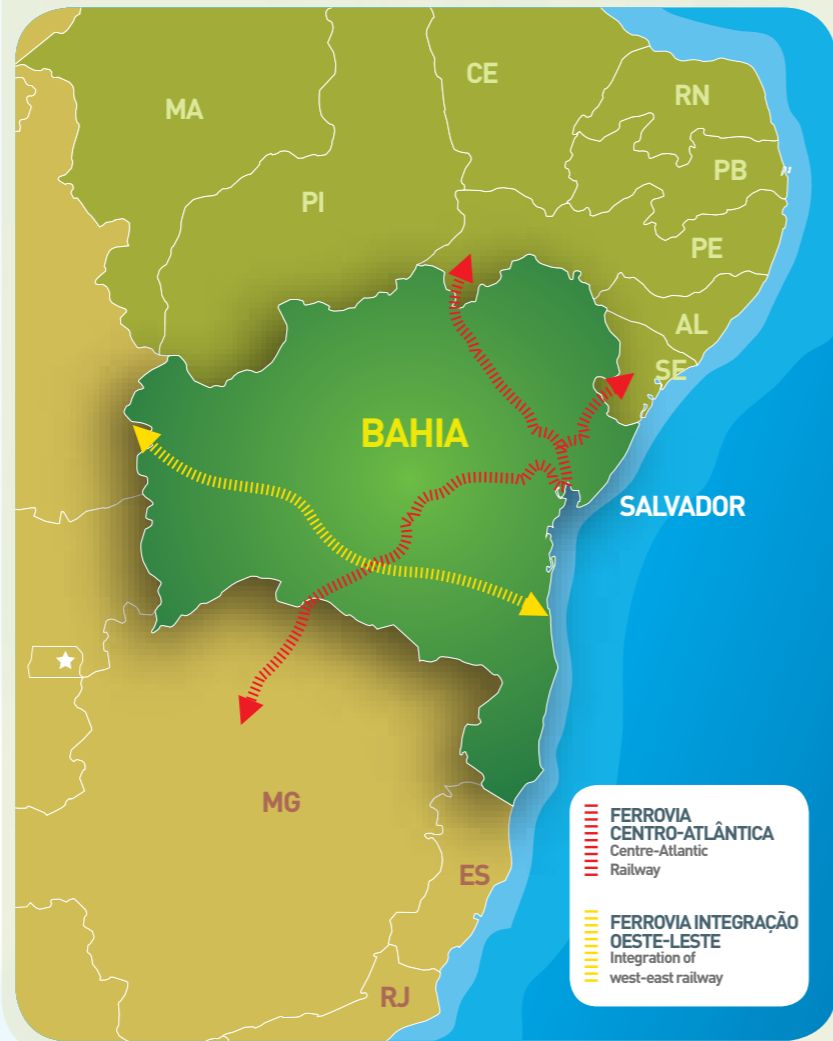 CE
MA
RN
PB
PI
PE
AL
SE
BAHIA
SALVADOR
MG
ES
RJ
FERROVIA
CENTRO-ATLÂNTICA
Centre-Atlantic
Railway
FERROVIA INTEGRAÇÃO
OESTE-LESTE
Integration of
west-east railway